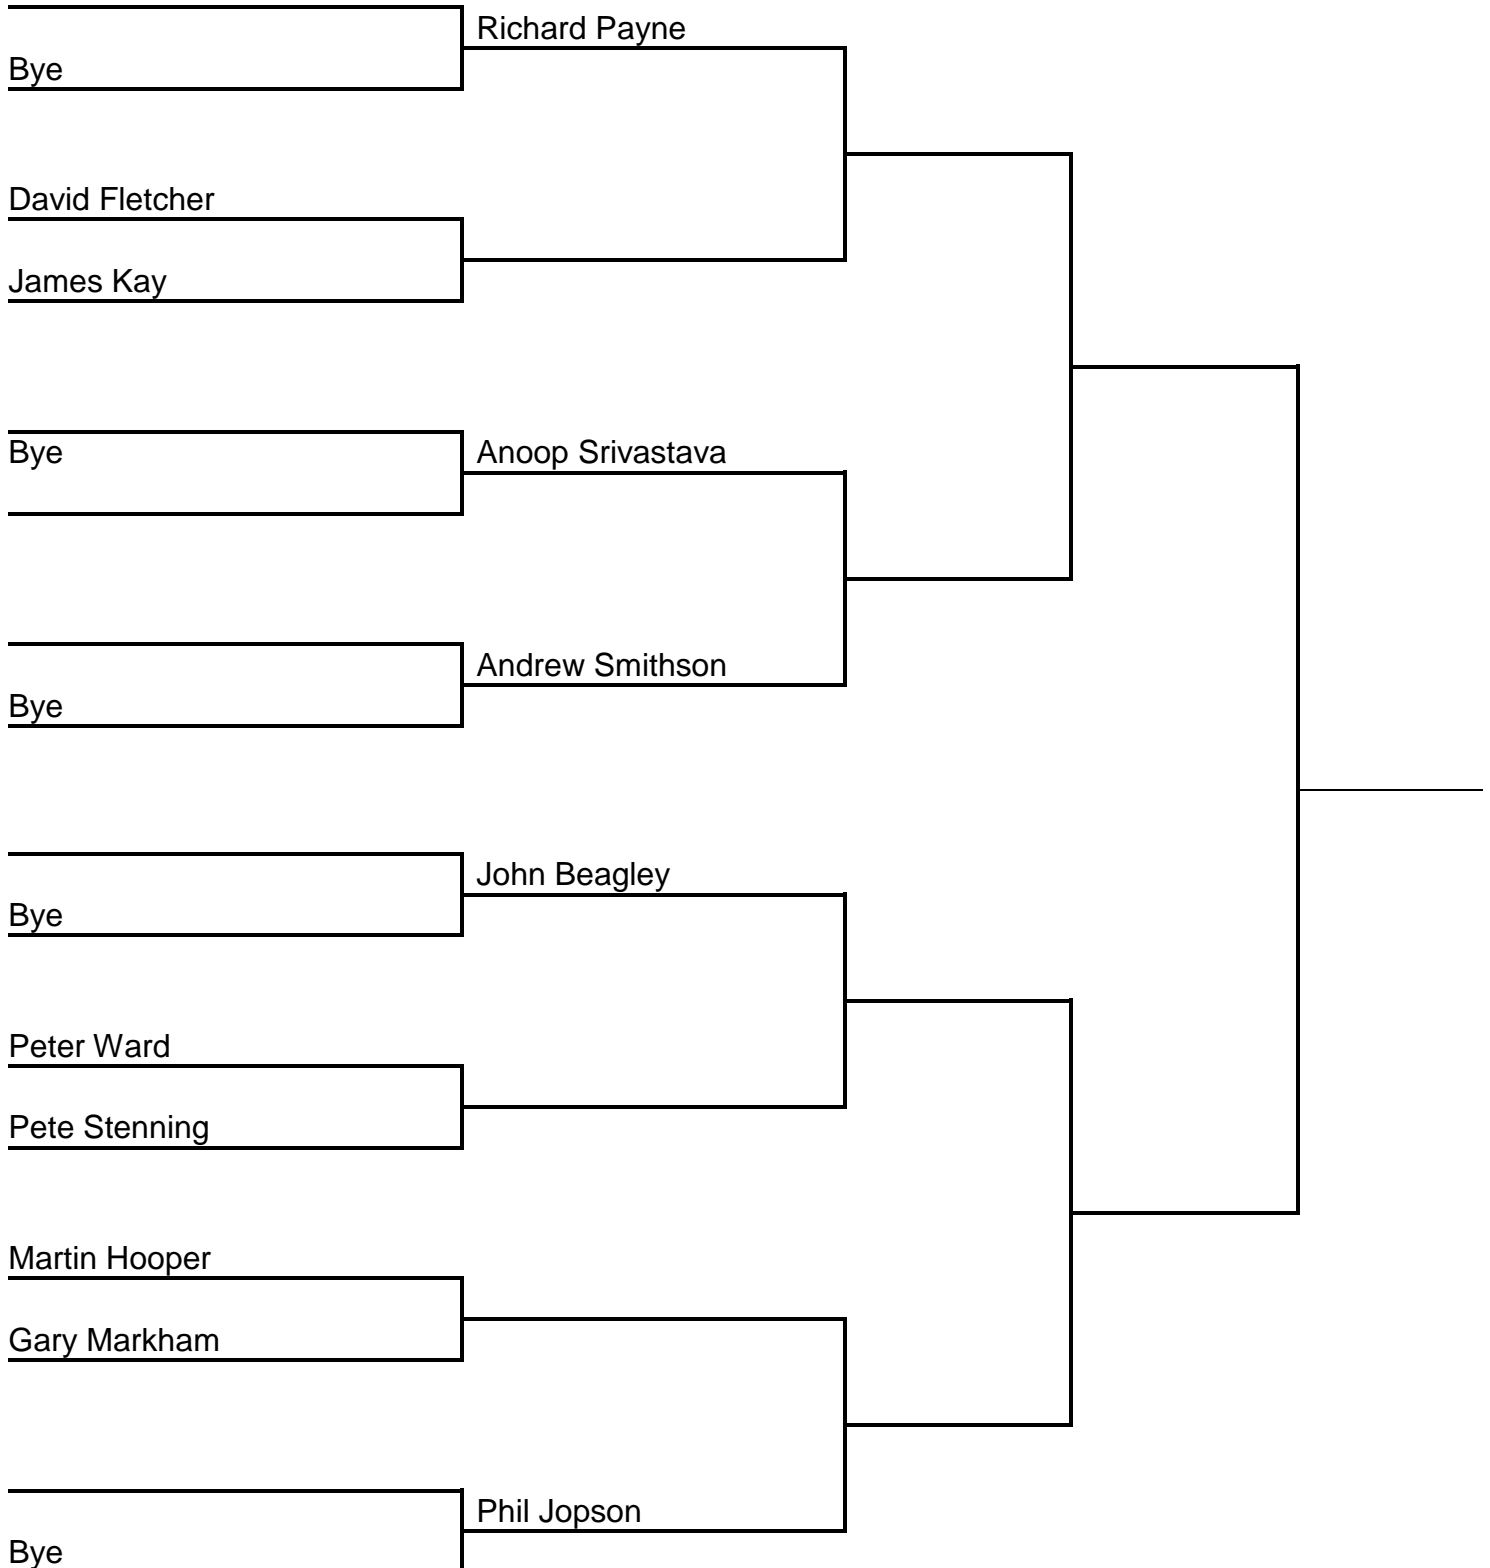 Richard Payne
Bye
David Fletcher
James Kay
Bye
Anoop Srivastava
Andrew Smithson
Bye
John Beagley
Bye
Peter Ward
Pete Stenning
Martin Hooper
Gary Markham
Phil Jopson
Bye